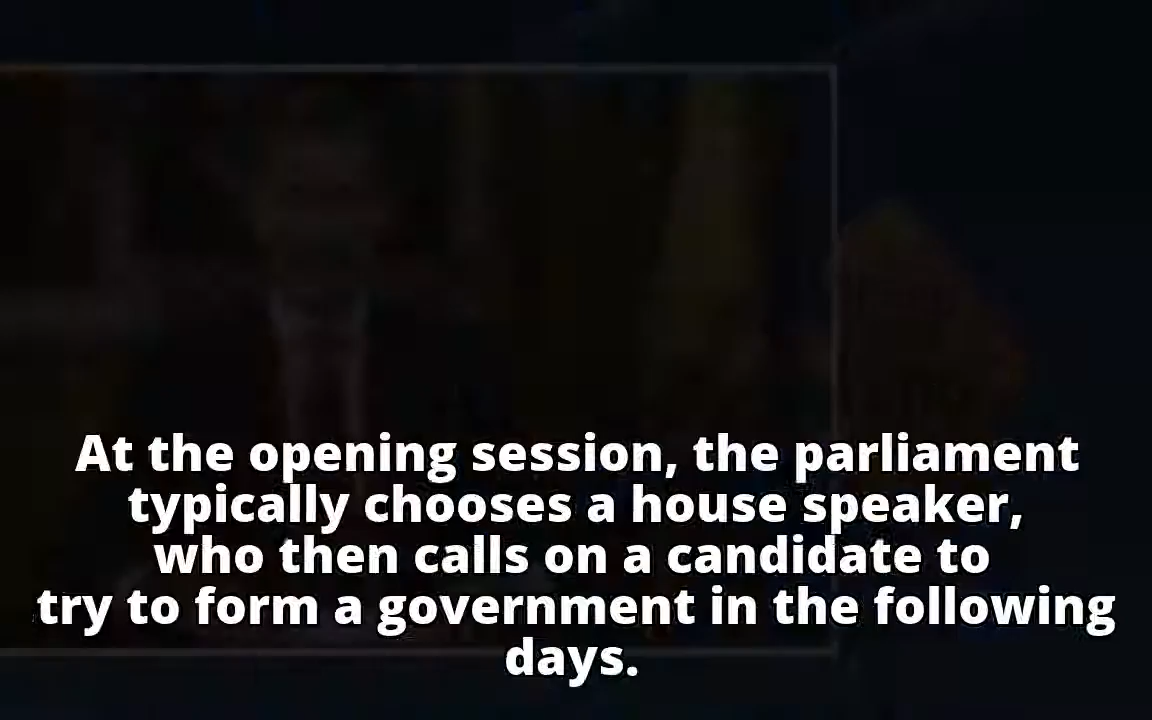 At the opening session, the parliament
typically chooses a house speaker,
who then calls on a candidate to
try to form a government in the following
days.